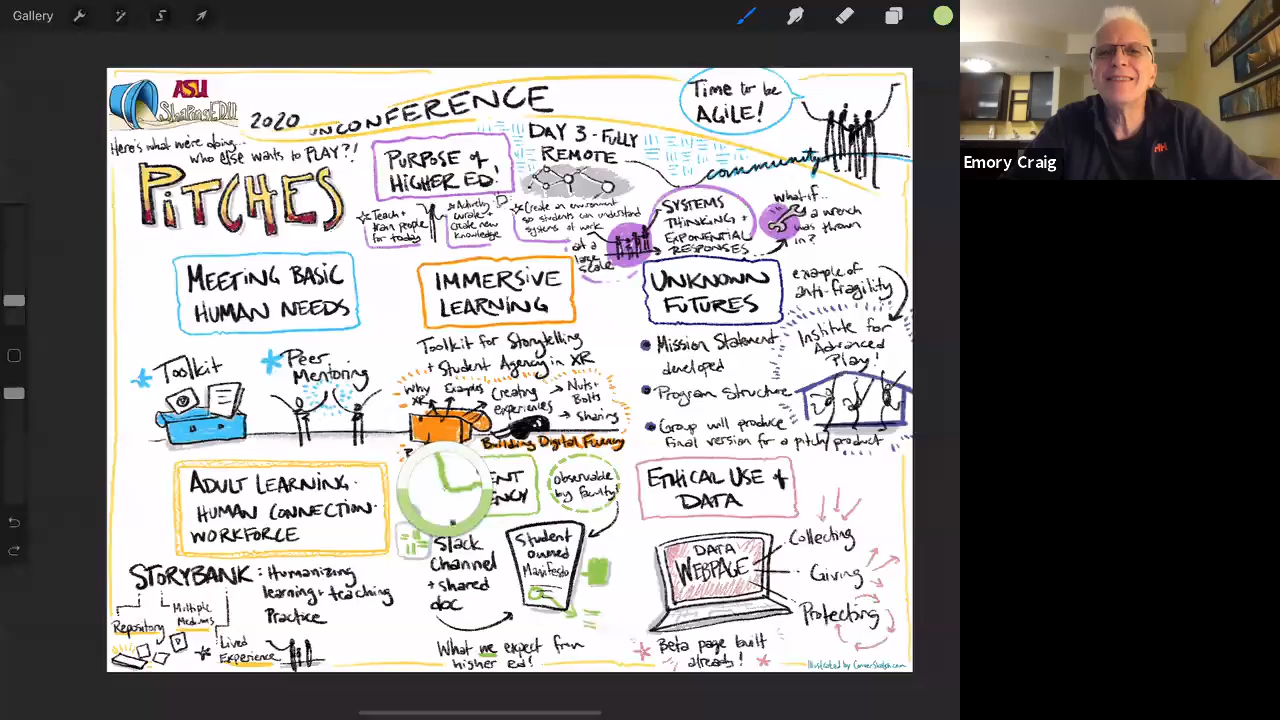 Gallery
ASU
ShapingEDU
2020 UNCONFERENCE
DAY 3 - FULLY
REMOTE
TIME to be
AGILE!
community
Here's what we're doing...
who else wants to PLAY?!
PITCHES
PURPOSE of
HIGHER ED!
Teach +
train people
for today
Actively
curate +
create new
knowledge
Create an environment
so students can understand
systems at work
at a
large
scale
SYSTEMS
THINKING +
EXPONENTIAL
RESPONSES
what if...
a wrench
was thrown
in?
MEETING BASIC
HUMAN NEEDS
Toolkit
Peer
Mentoring
IMMERSIVE
LEARNING
Toolkit for Storytelling
+ Student Agency in XR
Why
XR
Examples
Creating
experiences
Nuts +
Bolts
Sharing
Building Digital Fluency
UNKNOWN
FUTURES
Mission Statement
developed
Program Structure
Group will produce
final version for a pitch/product
example of
anti-fragility
Institute for
Advanced
Play!
ADULT LEARNING·
HUMAN CONNECTION·
WORKFORCE
STORYBANK: Humanizing
learning + teaching
Practice
Repository
Multiple
Mediums
Lived
Experience
ENT
NCY
observable
by faculty!
Slack
Channel
+ shared
doc
Student
Owned
Manifesto
What we expect from
higher ed!
ETHICAL USE of
DATA
DATA
WEBPAGE
Collecting
Giving
Protecting
Beta page built
already!
Illustrated by ConverSketch.com
Emory Craig